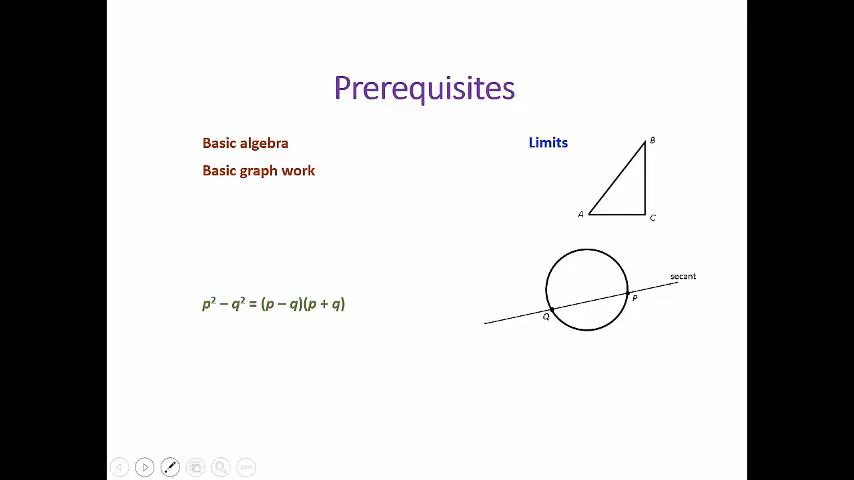 Prerequisites
Basic algebra
Basic graph work
Limits
B
A
C
secant
P
Q
p² – q² = (p – q)(p + q)